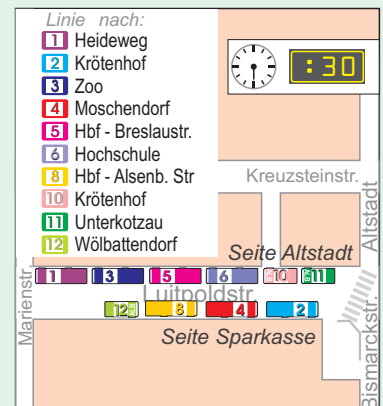 Linie nach:
1 Heideweg
2 Krötenhof
3 Zoo
4 Moschendorf
5 Hbf - Breslaustr.
6 Hochschule
8 Hbf - Alsenb. Str
10 Krötenhof
11 Unterkotzau
12 Wölbattendorf
:30
Kreuzsteinstr.
Altstadt
Seite Altstadt
Marienstr
1 3 5 6 10 11
Luitpoldstr.
12 8 4 2
Seite Sparkasse
Bismarckstr.